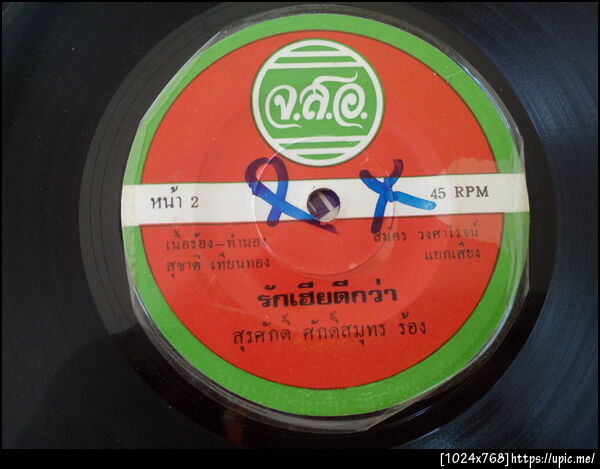 จ.ส.อ.
หน้า 2
45 RPM
เนื้อร้อง–ทำนอง
สุชาติ เทียนทอง
สมัคร วงศาโรจน์
แยกเสียง
รักเฮียดีกว่า
สุรศักดิ์ ศักดิ์สมุทร ร้อง
[1024x768]https://upic.me/